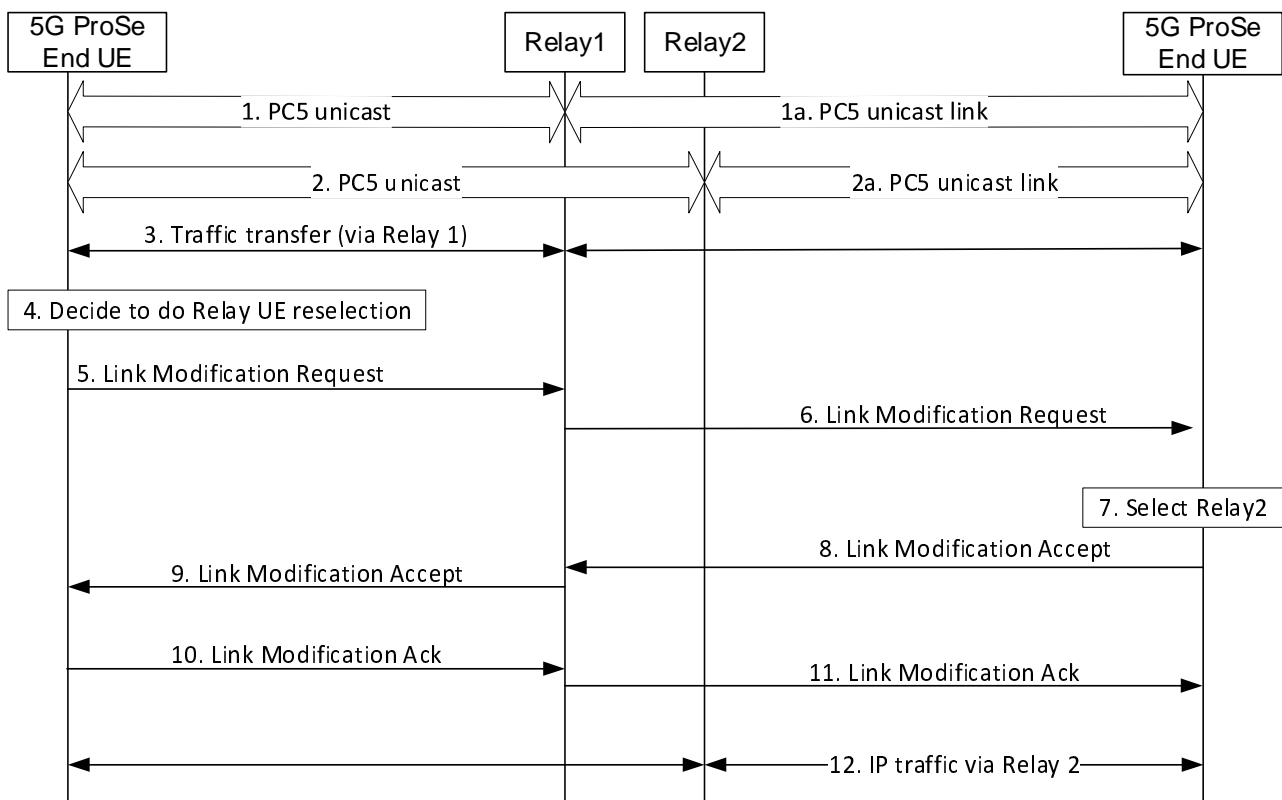 5G ProSe
End UE
Relay1
Relay2
5G ProSe
End UE
1. PC5 unicast
1a. PC5 unicast link
2. PC5 unicast
2a. PC5 unicast link
3. Traffic transfer (via Relay 1)
4. Decide to do Relay UE reselection
5. Link Modification Request
6. Link Modification Request
7. Select Relay2
8. Link Modification Accept
9. Link Modification Accept
10. Link Modification Ack
11. Link Modification Ack
12. IP traffic via Relay 2